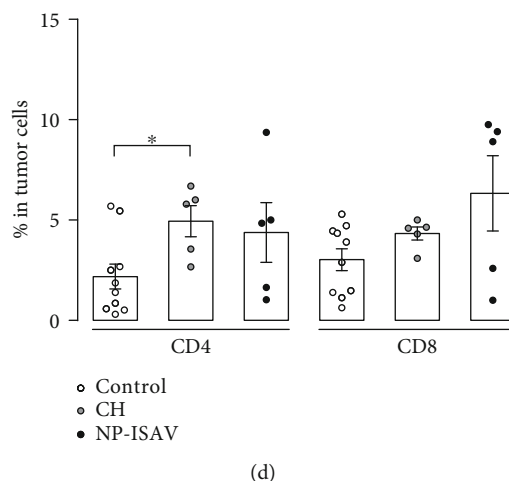 15
10
5
0
% in tumor cells
*
CD4
CD8
Control
CH
NP-ISAV
(d)